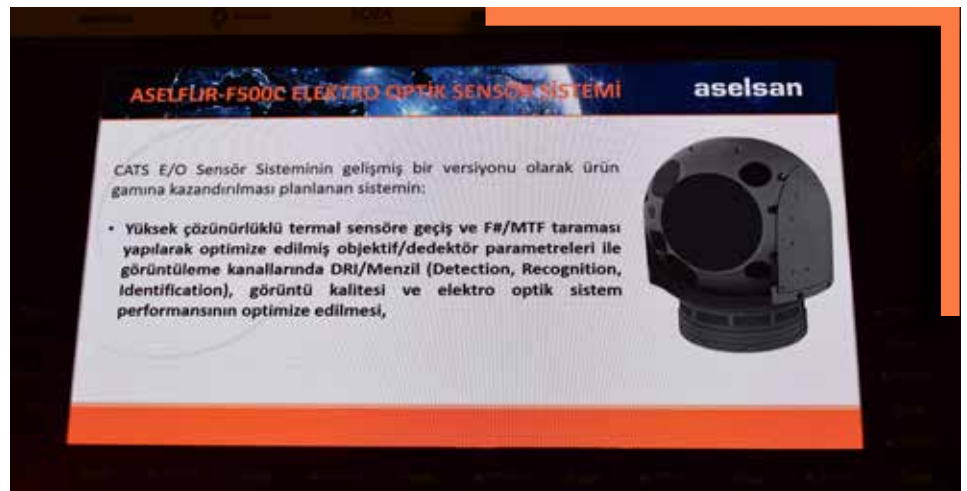 ASELFLIR-F500C ELEKTRO OPTİK SENSÖR SİSTEMİ
aselsan
CATS E/O Sensör Sisteminin gelişmiş bir versiyonu olarak ürün
gamına kazandırılması planlanan sistemin:
• Yüksek çözünürlüklü termal sensöre geçiş ve F#/MTF taraması
yapılarak optimize edilmiş objektif/dedektör parametreleri ile
görüntüleme kanallarında DRI/Menzil (Detection, Recognition,
Identification), görüntü kalitesi ve elektro optik sistem
performansının optimize edilmesi,